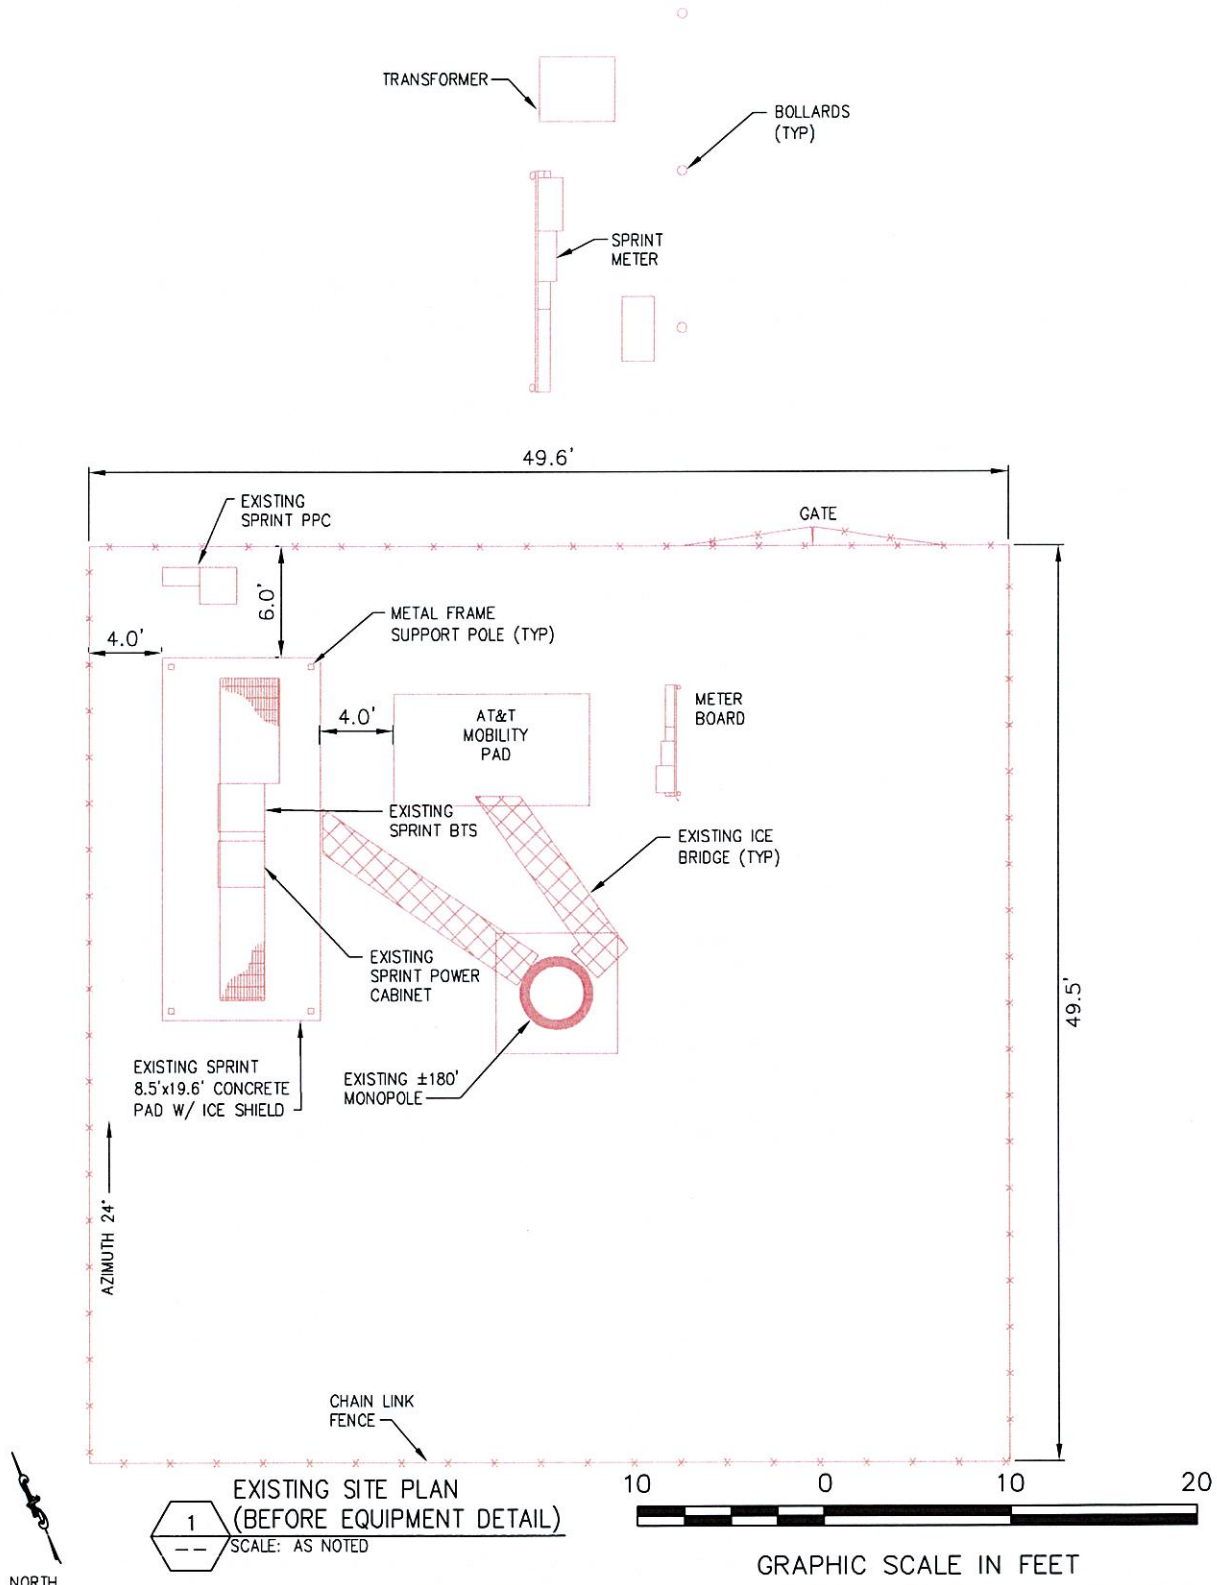 TRANSFORMER
BOLLARDS
(TYP)
SPRINT
METER
49.6'
EXISTING
SPRINT PPC
GATE
6.0'
METAL FRAME
SUPPORT POLE (TYP)
4.0'
4.0'
AT&T
MOBILITY
PAD
METER
BOARD
EXISTING
SPRINT BTS
EXISTING ICE
BRIDGE (TYP)
EXISTING
SPRINT POWER
CABINET
49.5'
EXISTING SPRINT
8.5'x19.6' CONCRETE
PAD W/ ICE SHIELD
EXISTING ±180'
MONOPOLE
AZIMUTH 24°
CHAIN LINK
FENCE
NORTH
1
--
EXISTING SITE PLAN
(BEFORE EQUIPMENT DETAIL)
SCALE: AS NOTED
10 0 10 20
GRAPHIC SCALE IN FEET